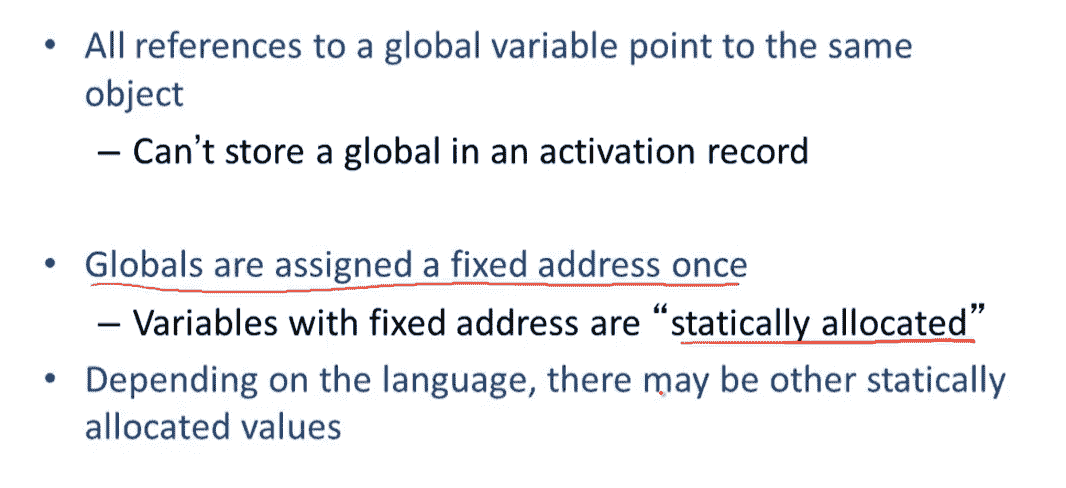 • All references to a global variable point to the same
object
– Can’t store a global in an activation record
• Globals are assigned a fixed address once
– Variables with fixed address are “statically allocated”
• Depending on the language, there may be other statically
allocated values